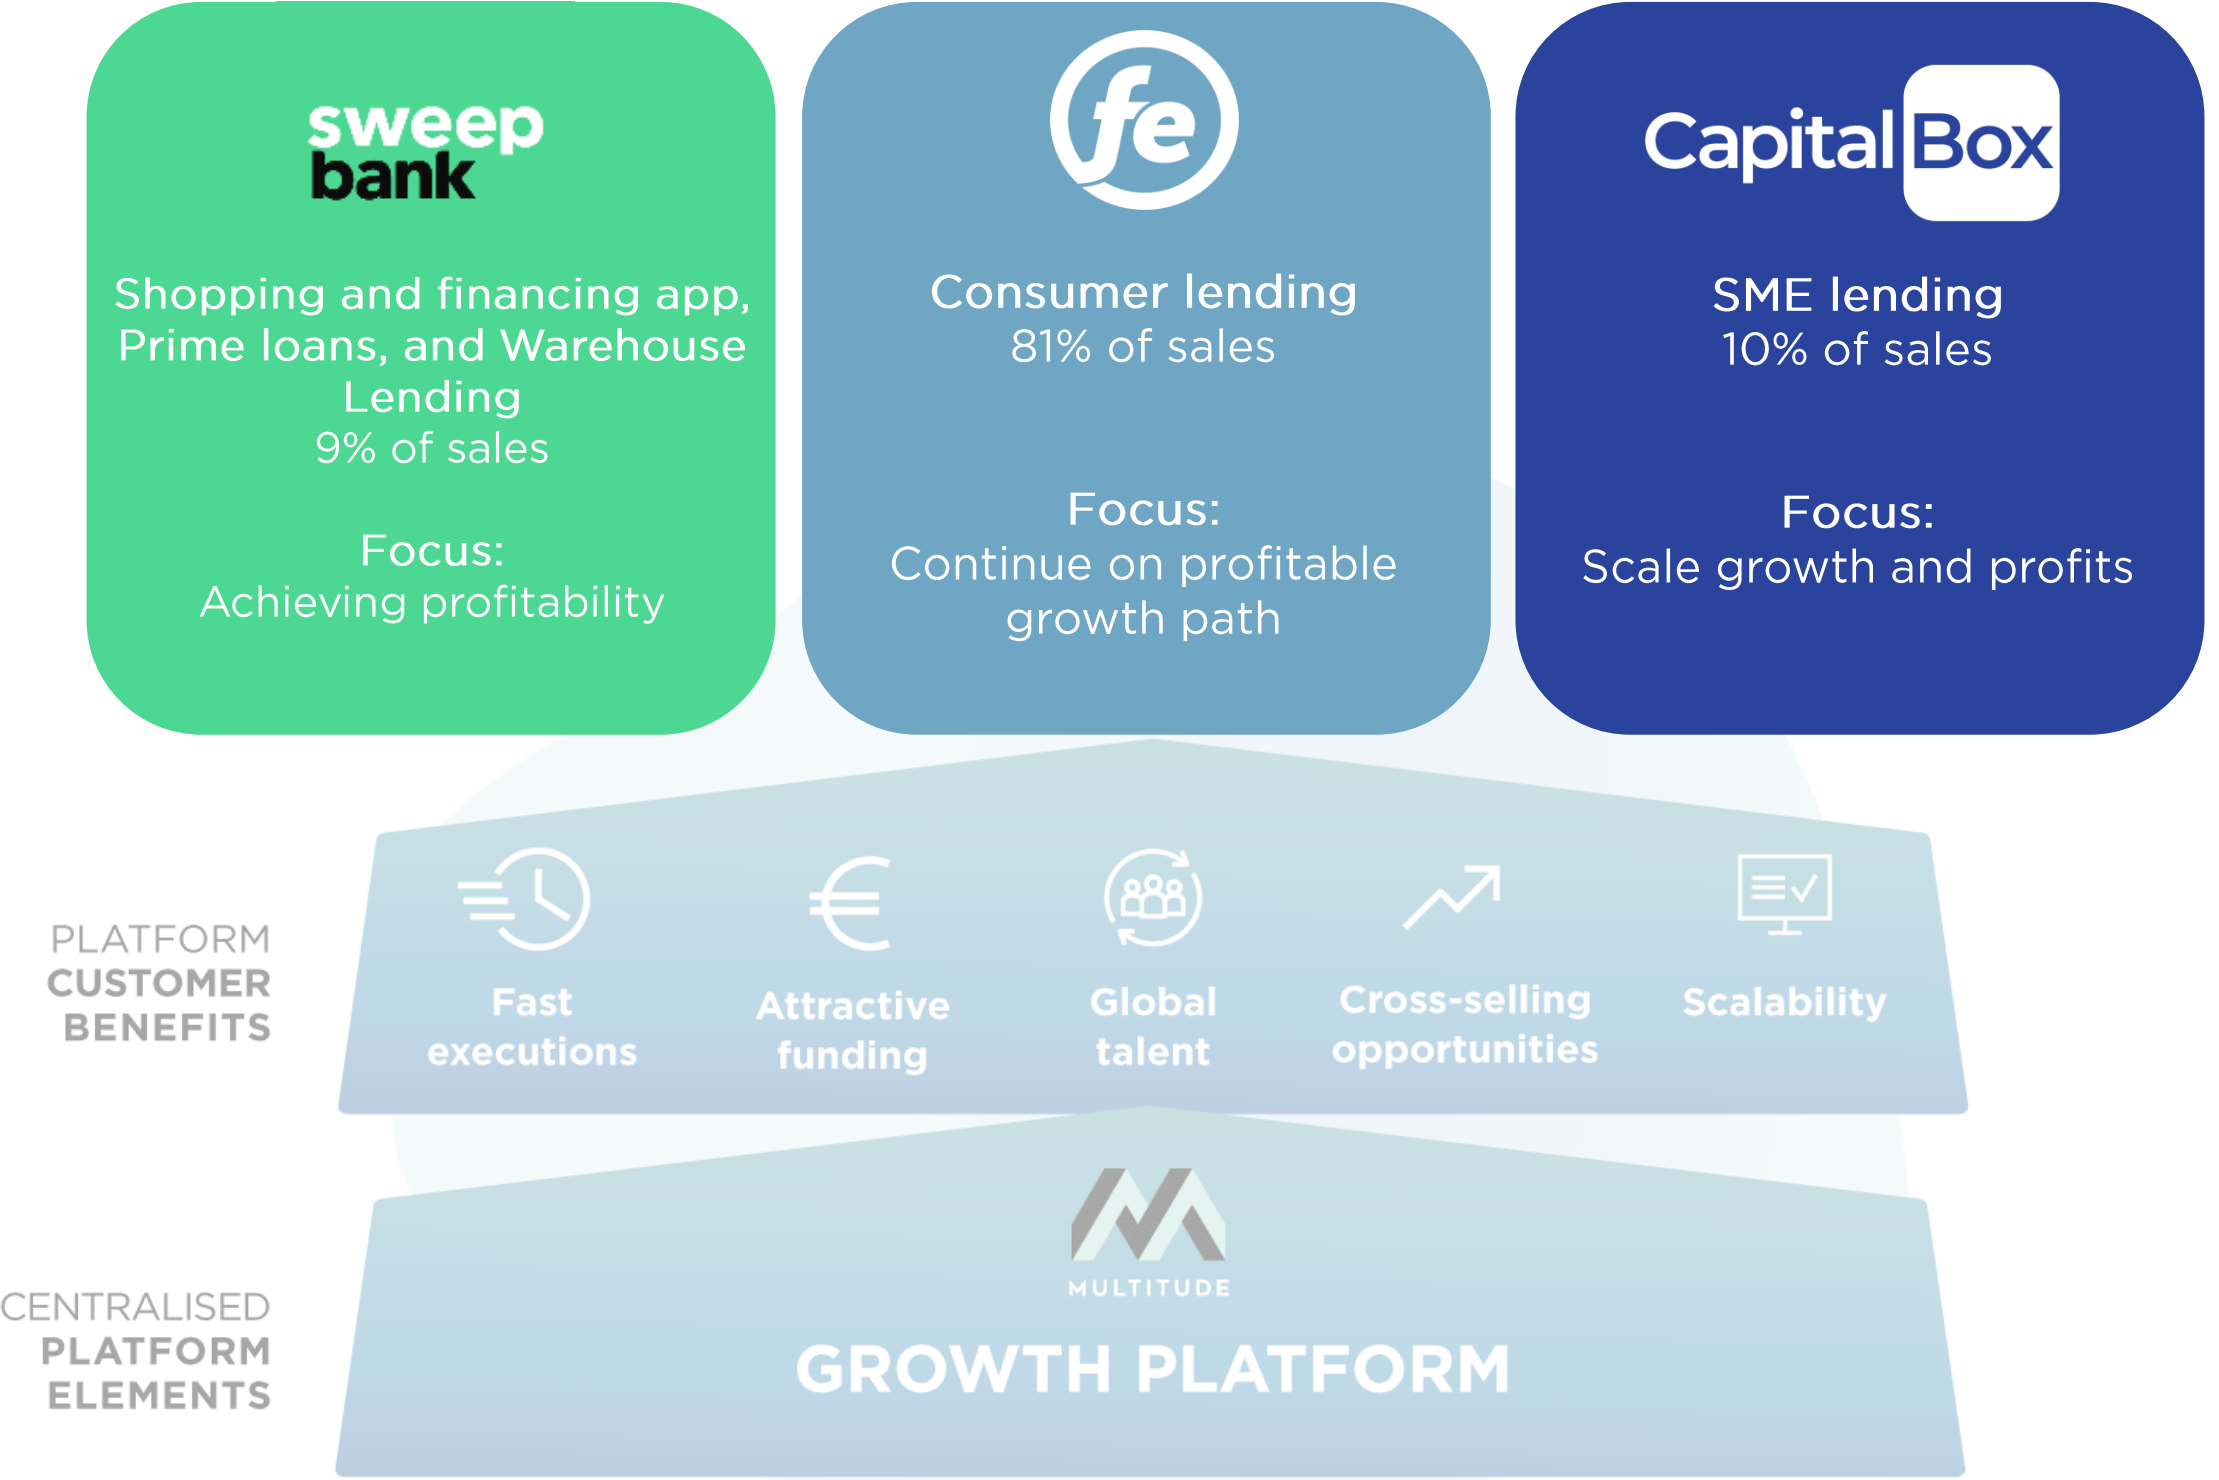 sweep
bank
Shopping and financing app,
Prime loans, and Warehouse
Lending
9% of sales
Focus:
Achieving profitability
fe
Consumer lending
81% of sales
Focus:
Continue on profitable
growth path
CapitalBox
SME lending
10% of sales
Focus:
Scale growth and profits
PLATFORM
CUSTOMER
BENEFITS
Fast
executions
Attractive
funding
Global
talent
Cross-selling
opportunities
Scalability
CENTRALISED
PLATFORM
ELEMENTS
MULTITUDE
GROWTH PLATFORM